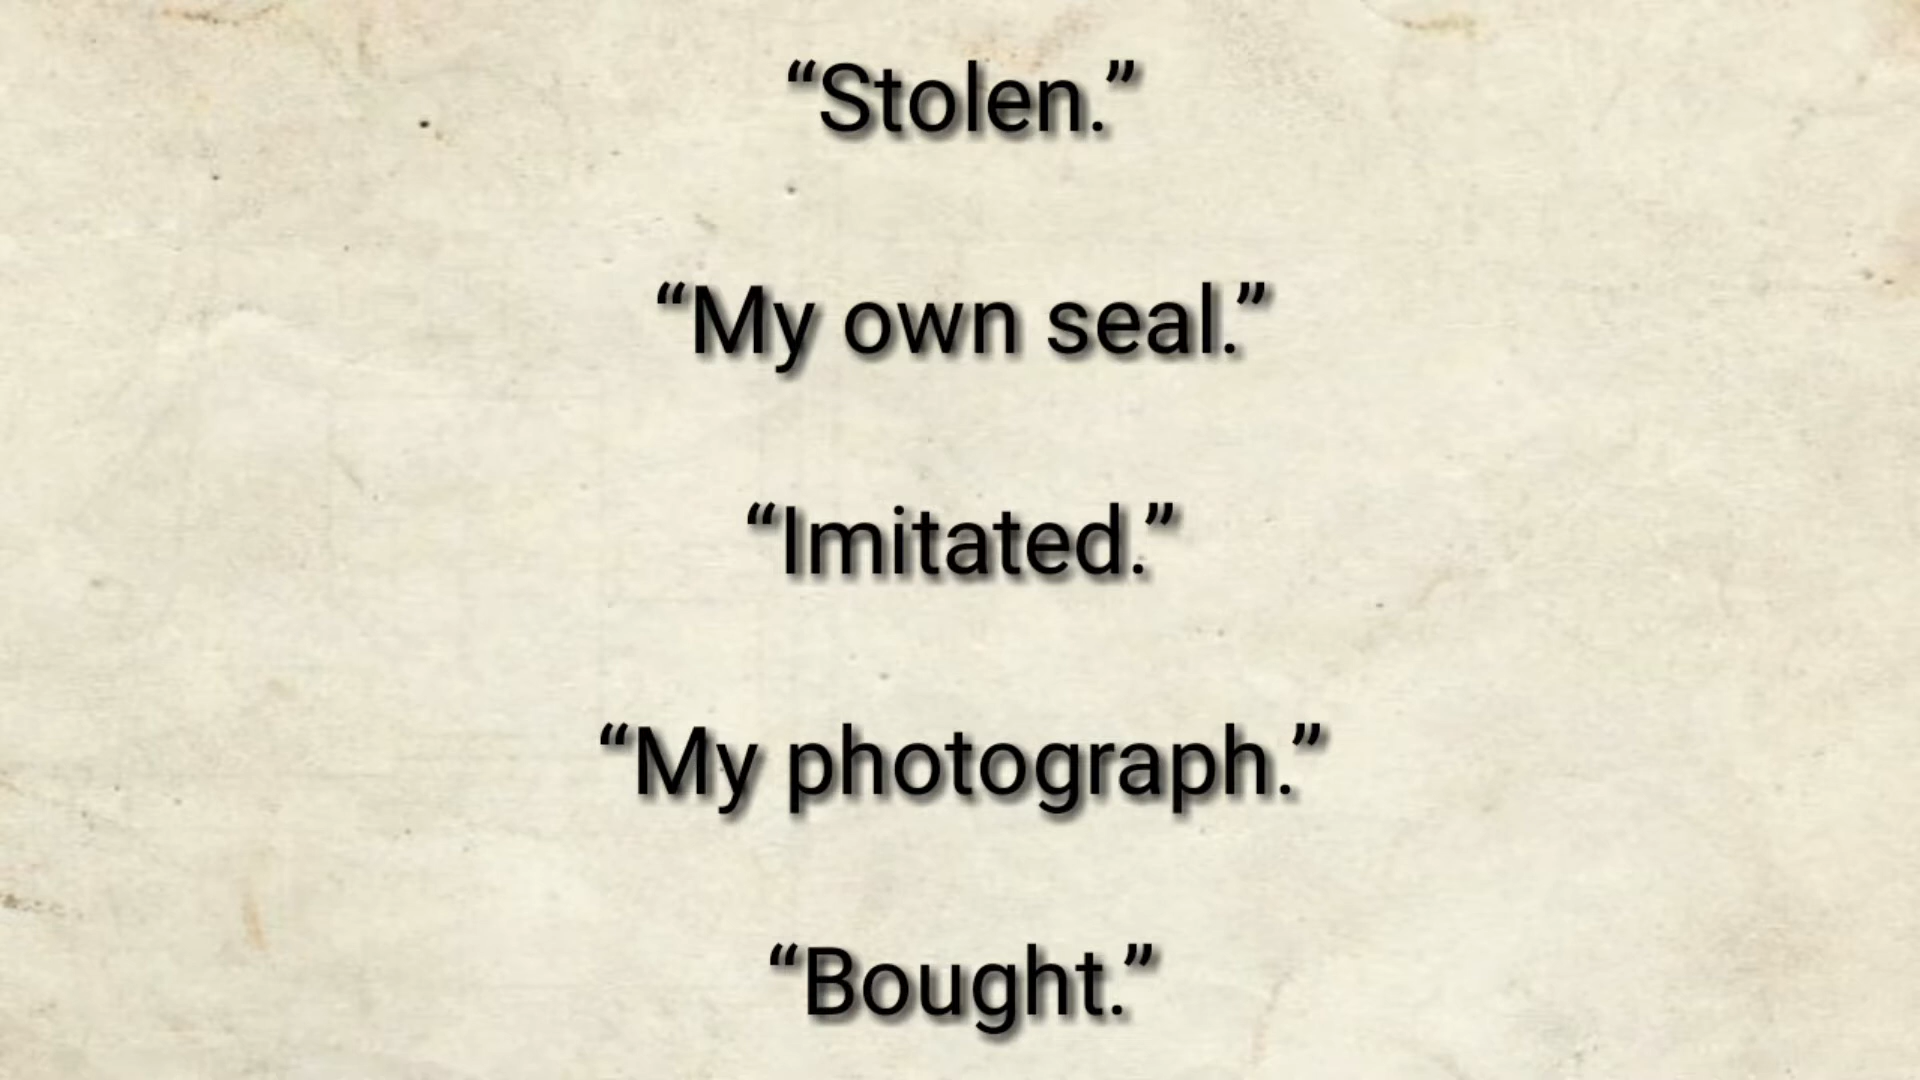 “Stolen.”
“My own seal.”
“Imitated.”
“My photograph.”
“Bought.”